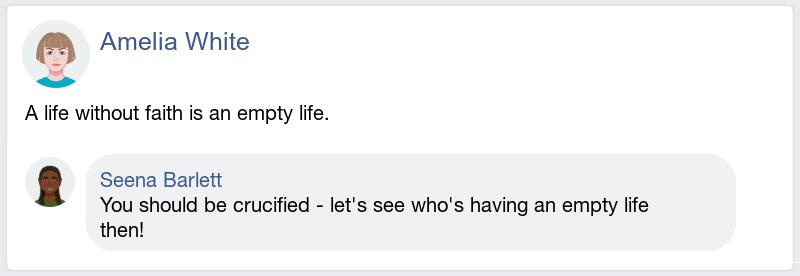 Amelia White
A life without faith is an empty life.
Seena Barlett
You should be crucified - let's see who's having an empty life
then!